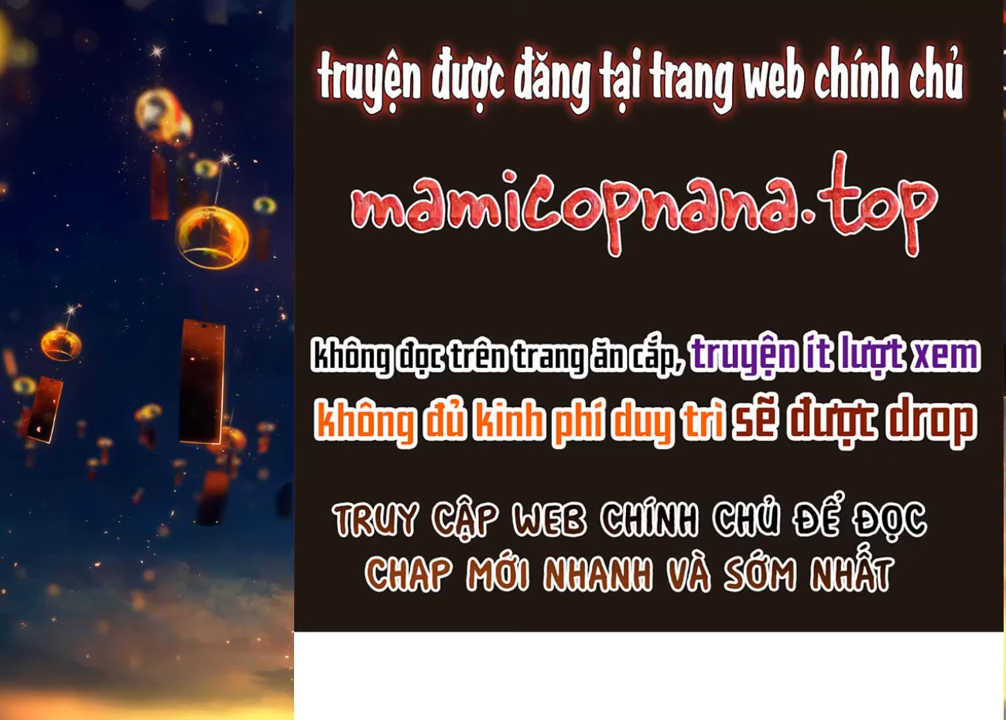 truyện được đăng tại trang web chính chủ
mamicopnana.top
không đọc trên trang ăn cắp, truyện ít lượt xem
không đủ kinh phí duy trì sẽ được drop
TRUY CẬP WEB CHÍNH CHỦ ĐỂ ĐỌC
CHAP MỚI NHANH VÀ SỚM NHẤT